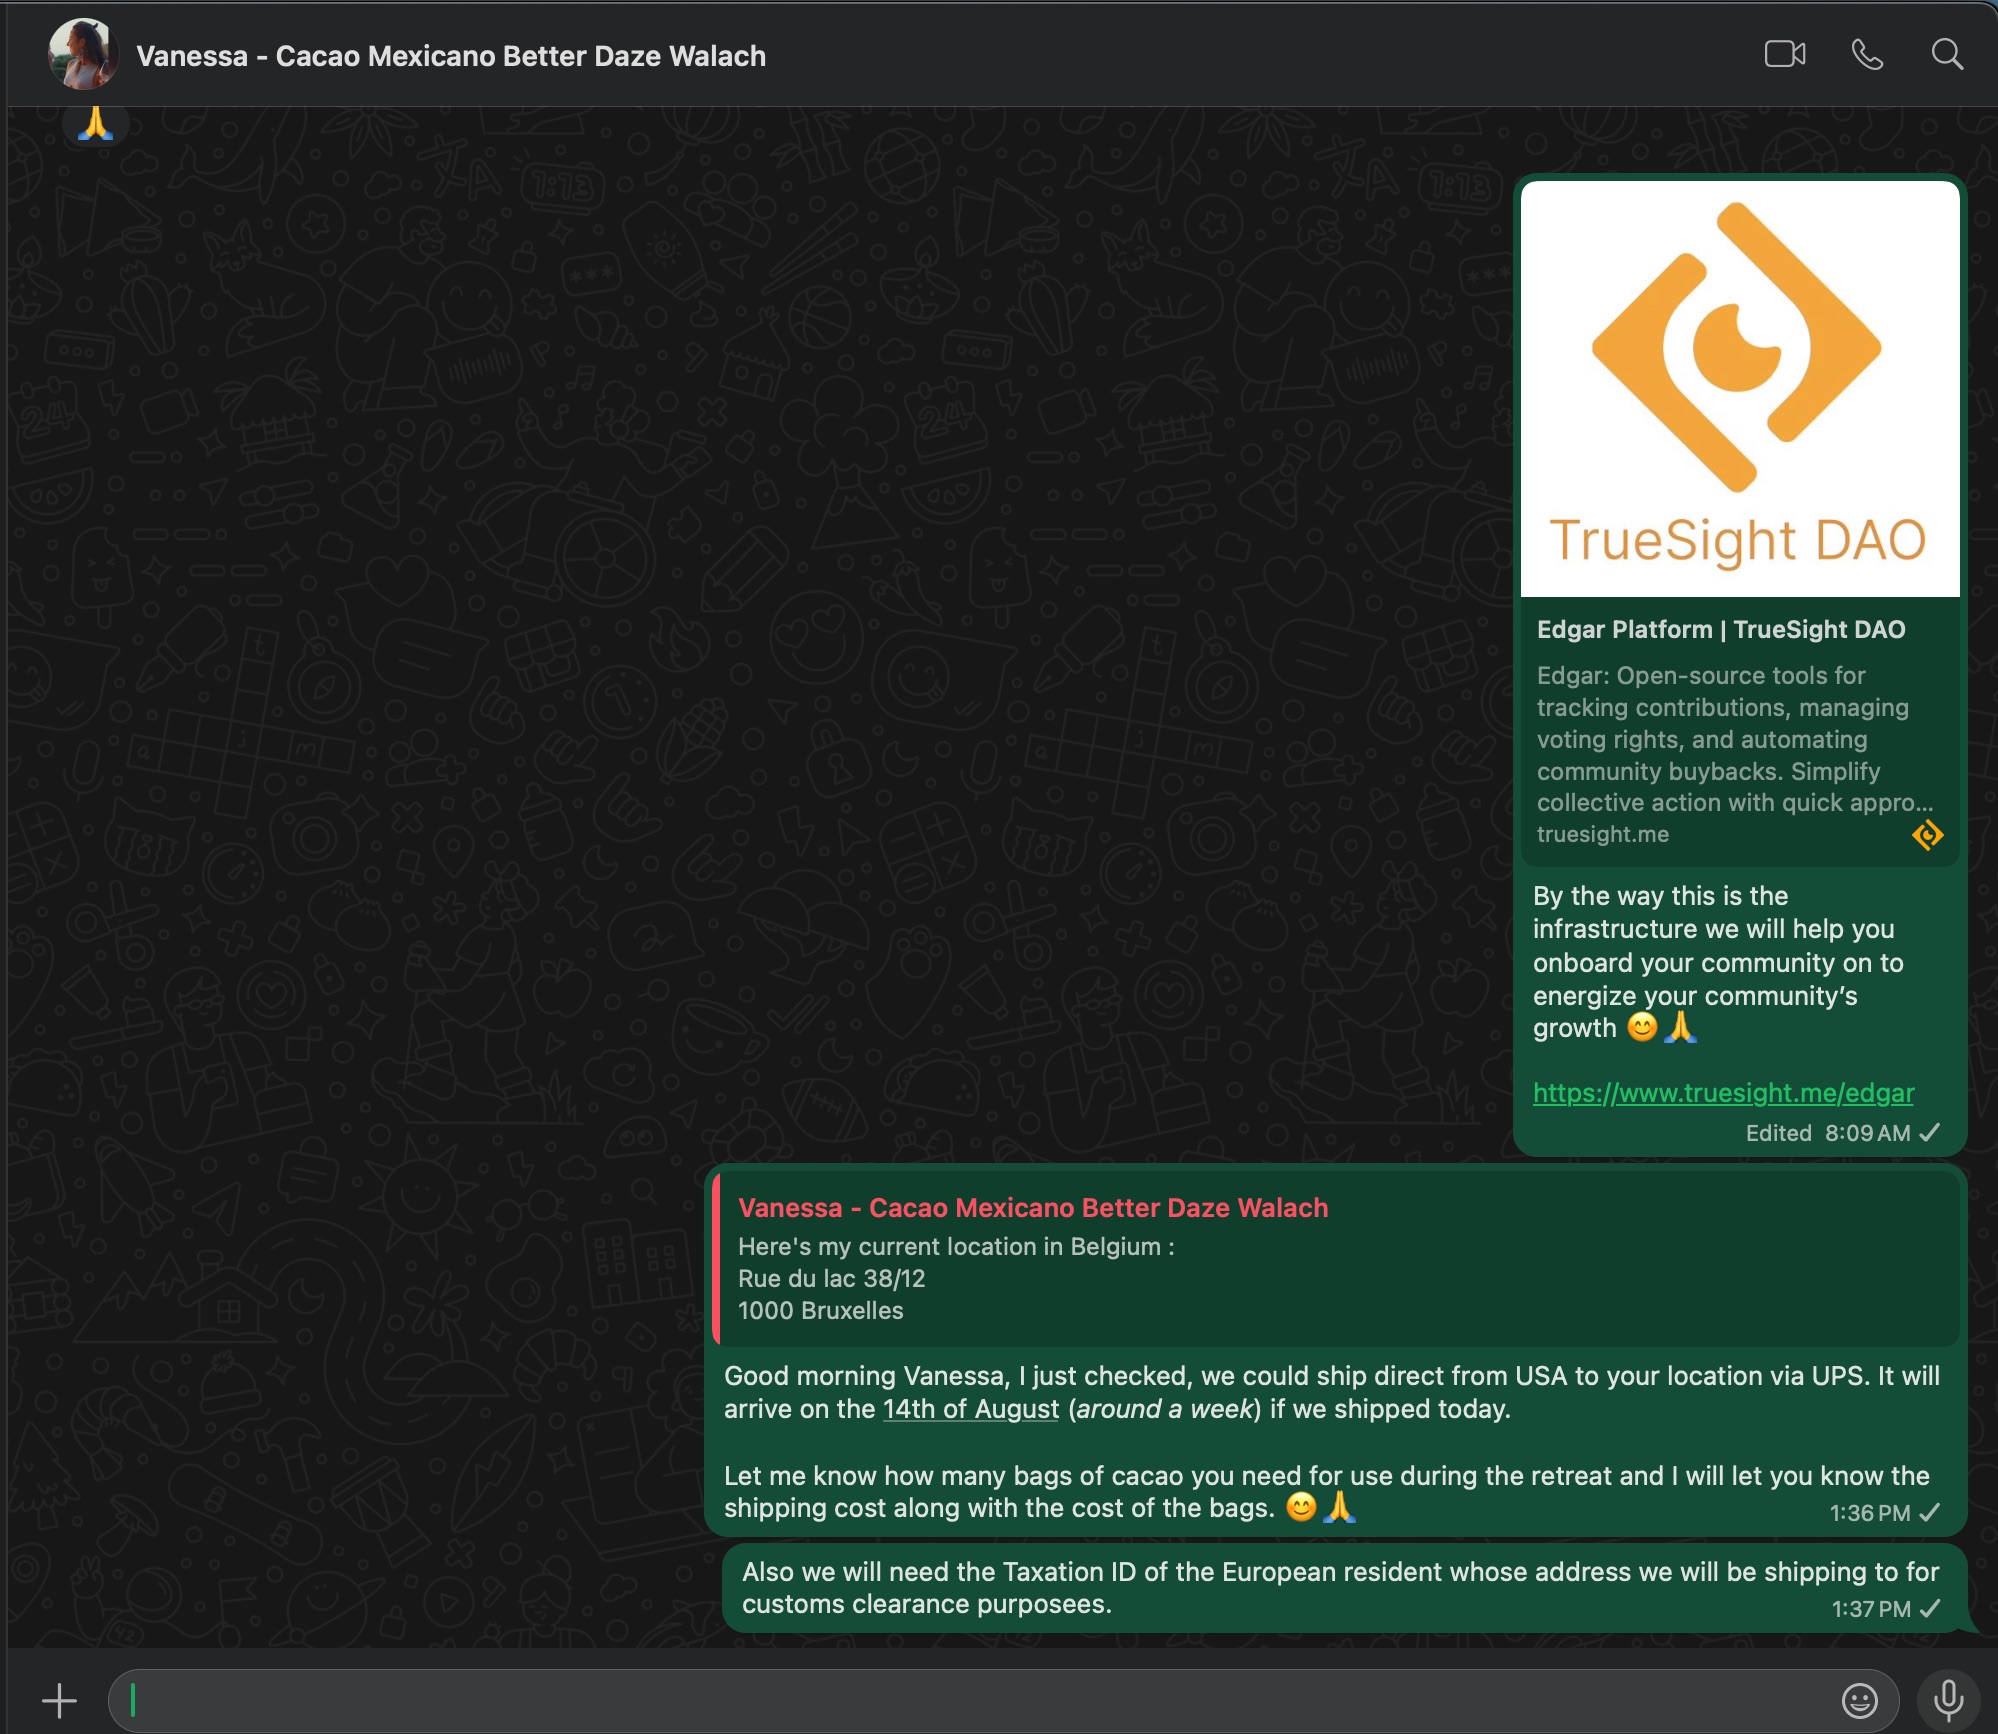 Vanessa - Cacao Mexicano Better Daze Walach
🙏
TrueSight DAO
Edgar Platform | TrueSight DAO
Edgar: Open-source tools for
tracking contributions, managing
voting rights, and automating
community buybacks. Simplify
collective action with quick appro...
truesight.me
By the way this is the
infrastructure we will help you
onboard your community on to
energize your community’s
growth 😊🙏
https://www.truesight.me/edgar
Edited 8:09 AM
Vanessa - Cacao Mexicano Better Daze Walach
Here's my current location in Belgium :
Rue du lac 38/12
1000 Bruxelles
Good morning Vanessa, I just checked, we could ship direct from USA to your location via UPS. It will
arrive on the 14th of August (around a week) if we shipped today.
Let me know how many bags of cacao you need for use during the retreat and I will let you know the
shipping cost along with the cost of the bags. 😊🙏
1:36 PM
Also we will need the Taxation ID of the European resident whose address we will be shipping to for
customs clearance purposees.
1:37 PM